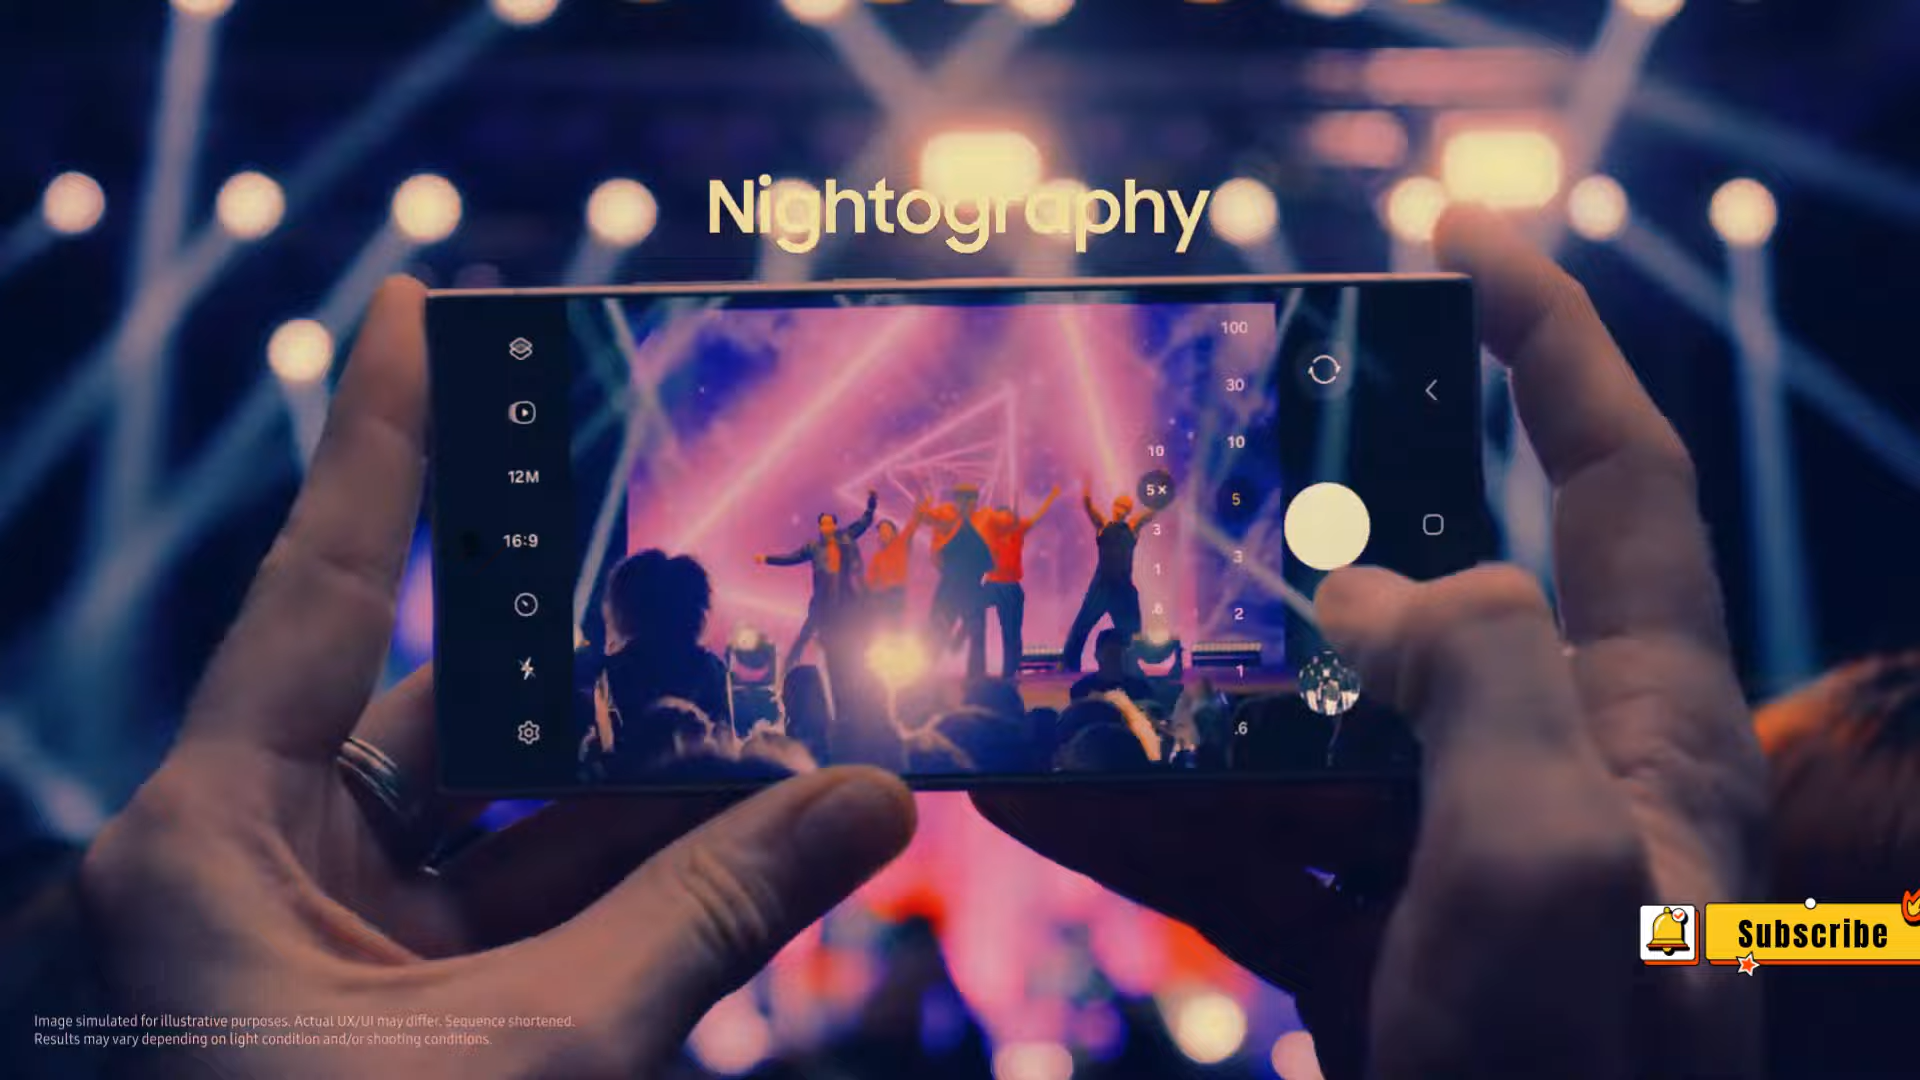 Nightography
12M
16:9
10
5×
3
1
.6
100
30
10
5
3
2
1
.6
Subscribe
Image simulated for illustrative purposes. Actual UX/UI may differ. Sequence shortened.
Results may vary depending on light condition and/or shooting conditions.